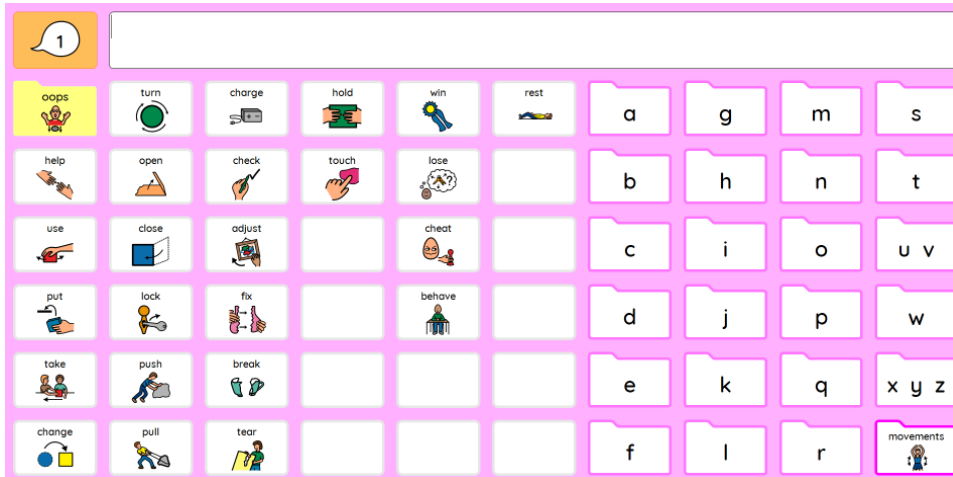 1
oops turn charge hold win rest a g m s
help open check touch lose b h n t
use close adjust cheat c i o u v
put lock fix behave d j p w
take push break e k q x y z
change pull tear f l r movements